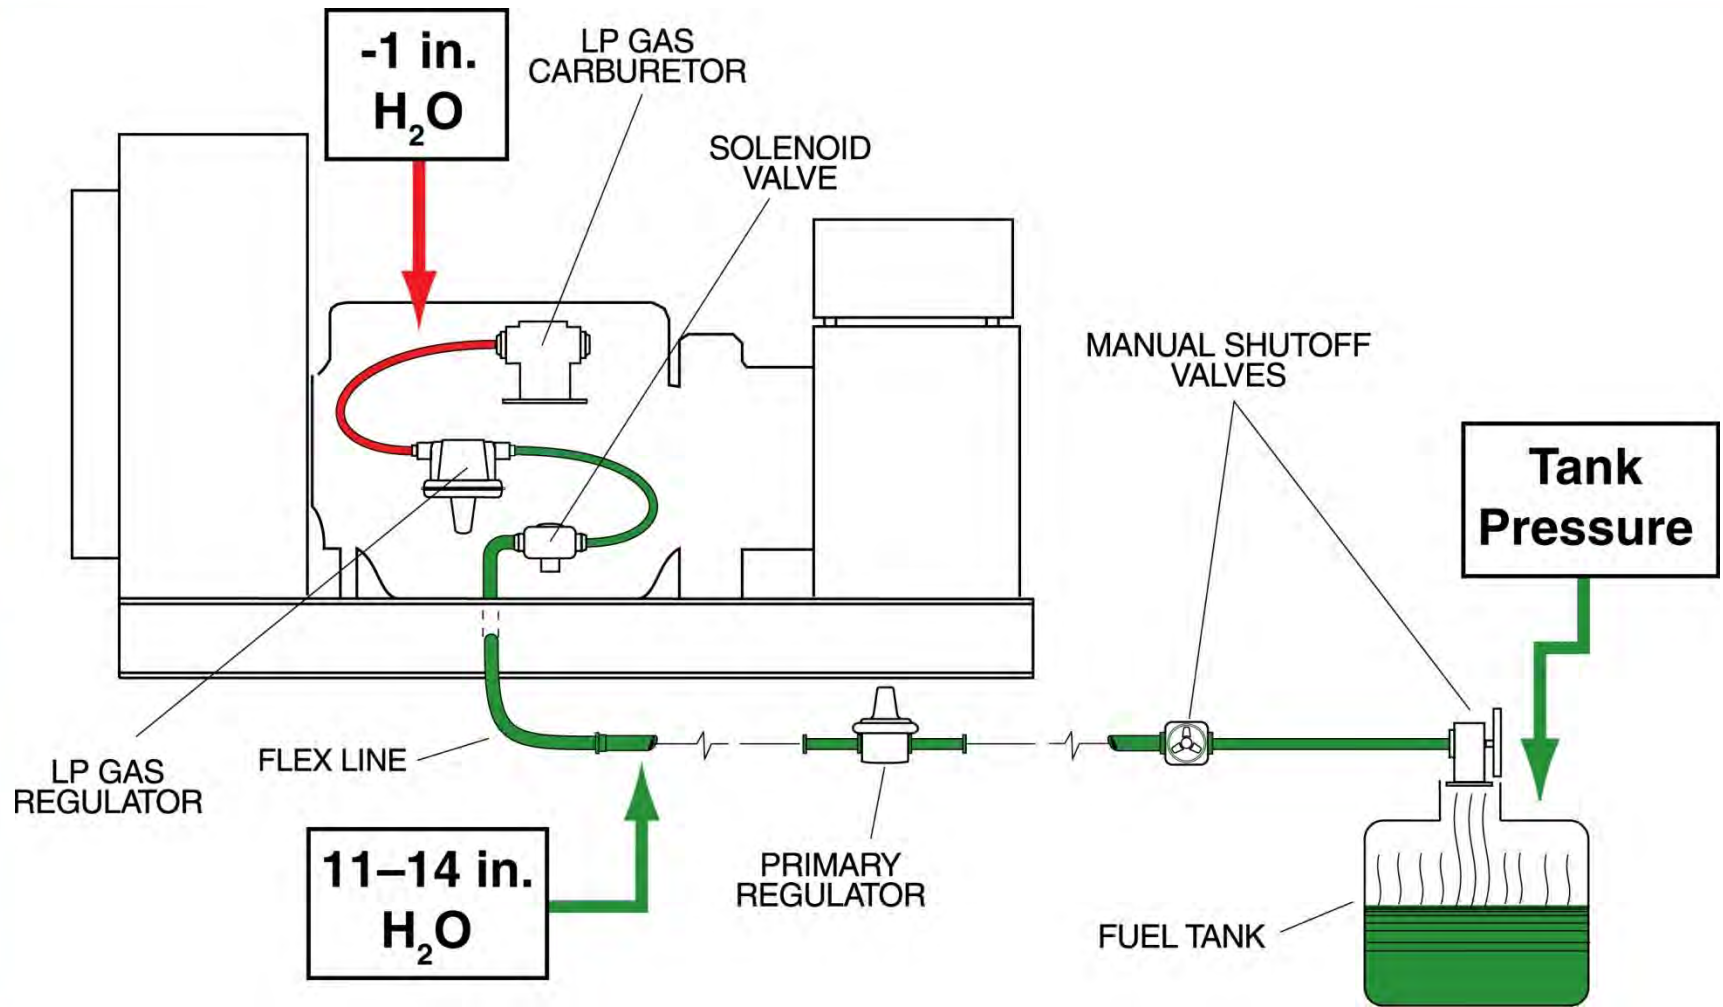 -1 in.
H₂O
LP GAS
CARBURETOR
SOLENOID
VALVE
MANUAL SHUTOFF
VALVES
Tank
Pressure
LP GAS
REGULATOR
FLEX LINE
11–14 in.
H₂O
PRIMARY
REGULATOR
FUEL TANK